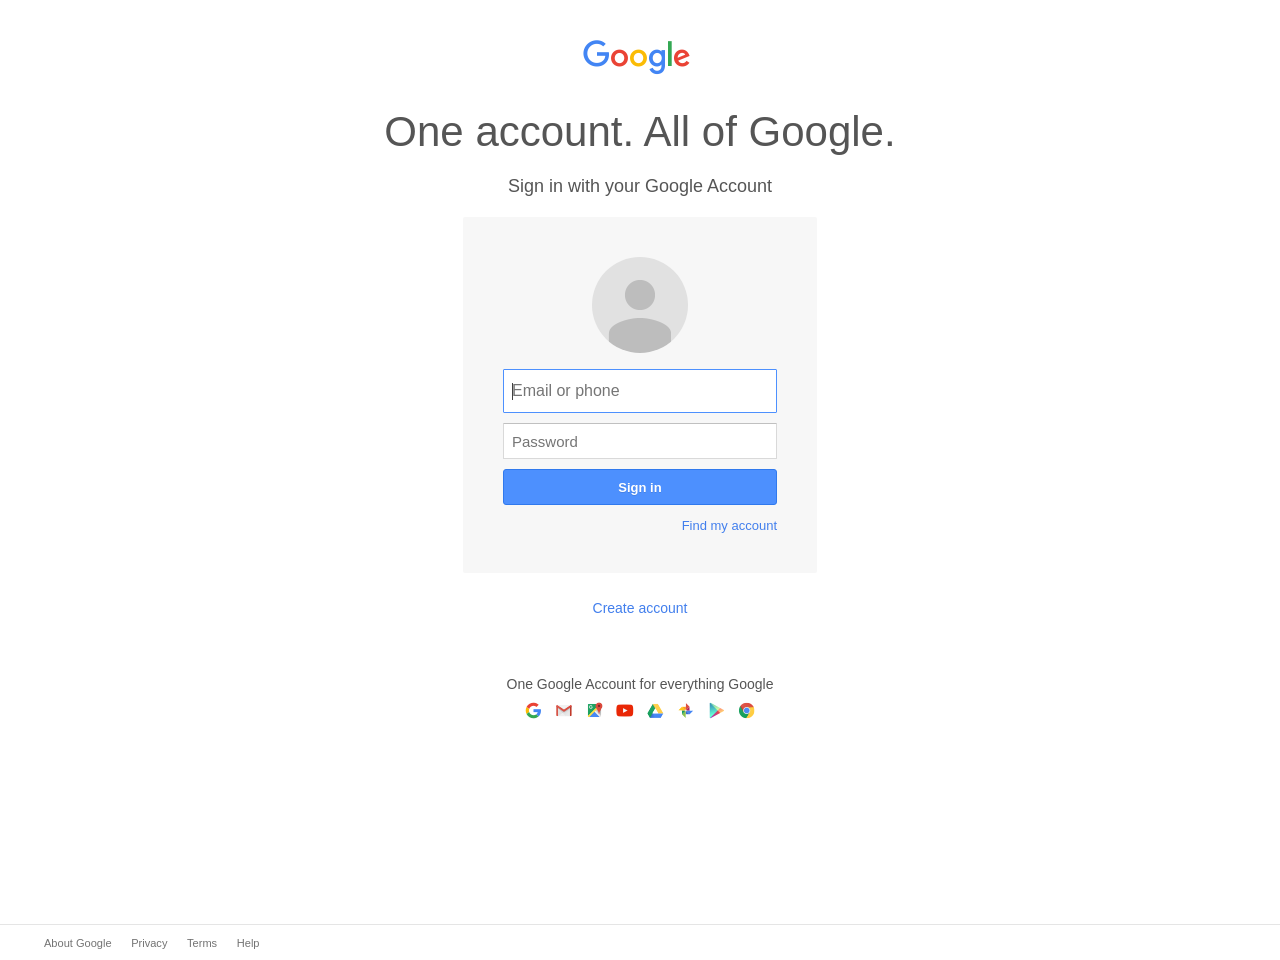 Google
One account. All of Google.
Sign in with your Google Account
Email or phone
Password
Sign in
Find my account
Create account
One Google Account for everything Google
About Google Privacy Terms Help